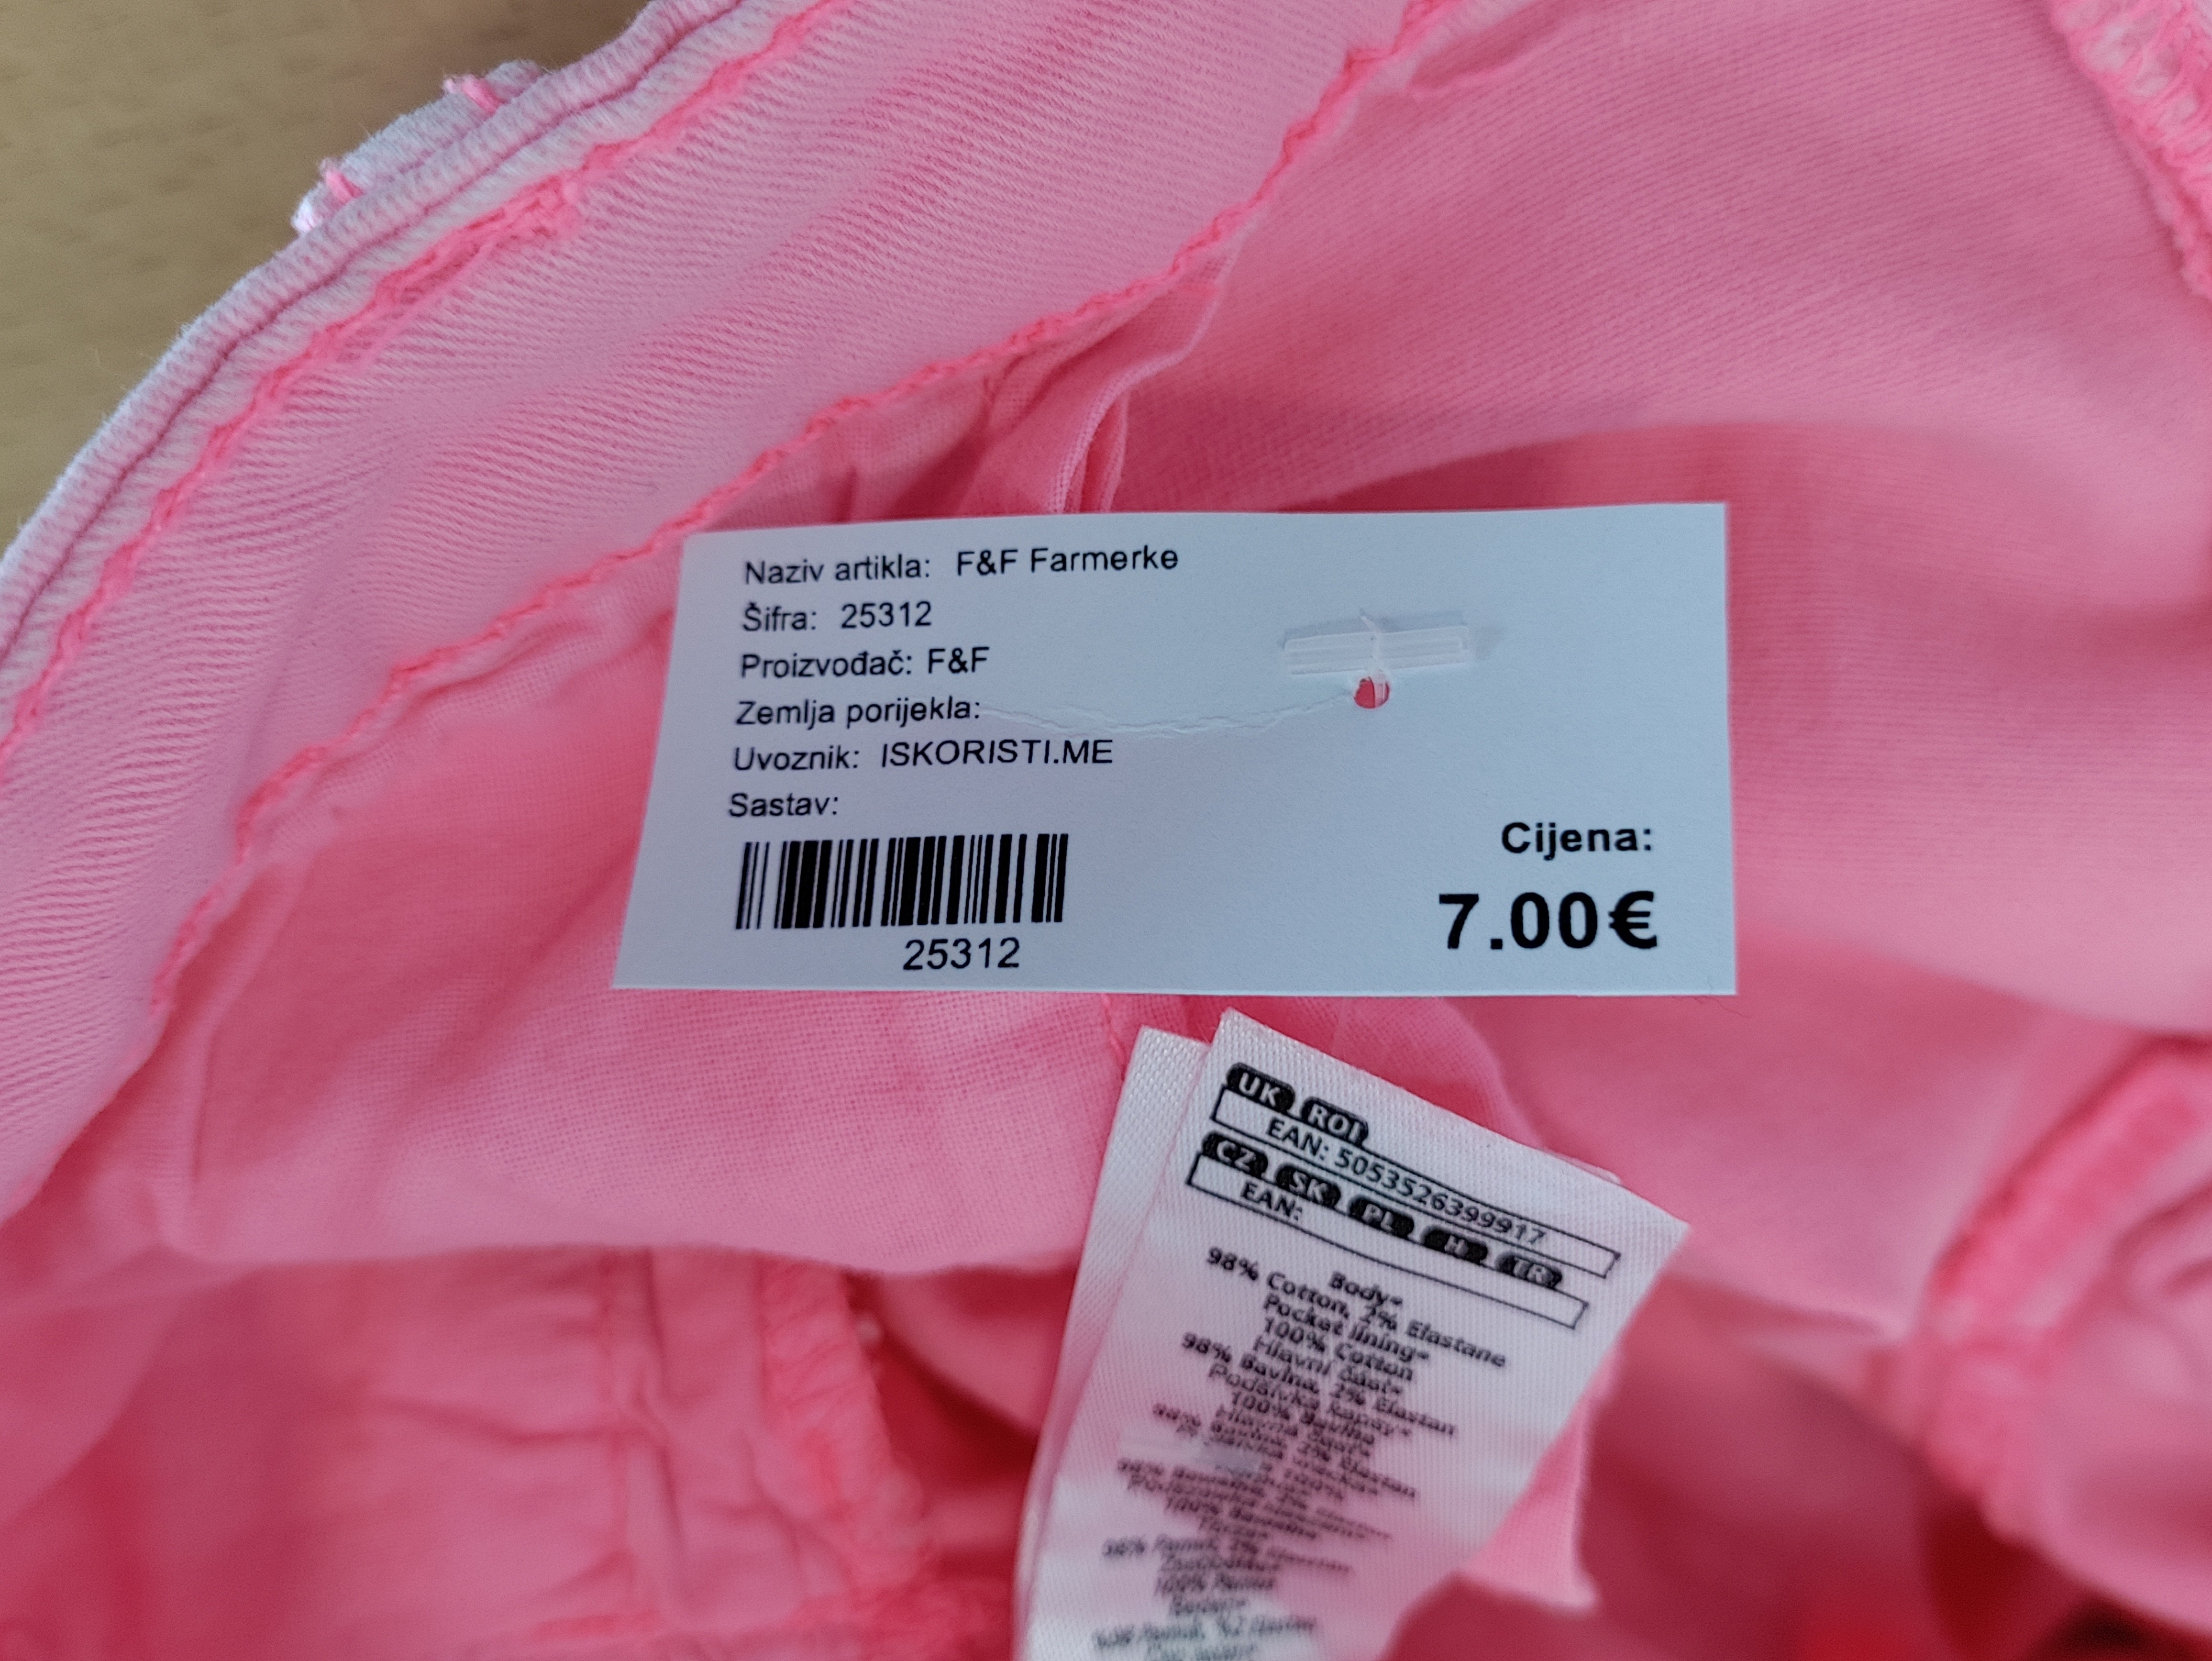 Naziv artikla: F&F Farmerke
Šifra: 25312
Proizvođač: F&F
Zemlja porijekla:
Uvoznik: ISKORISTI.ME
Sastav:
25312
Cijena:
7.00€
UK ROI
EAN: 5053526399917
CZ SK PL H TR
EAN:
Body=
98% Cotton, 2% Elastane
Pocket lining=
100% Cotton
Hlavní část=
98% Bavlna, 2% Elastan
Podšívka kapsy=
100% Bavlna